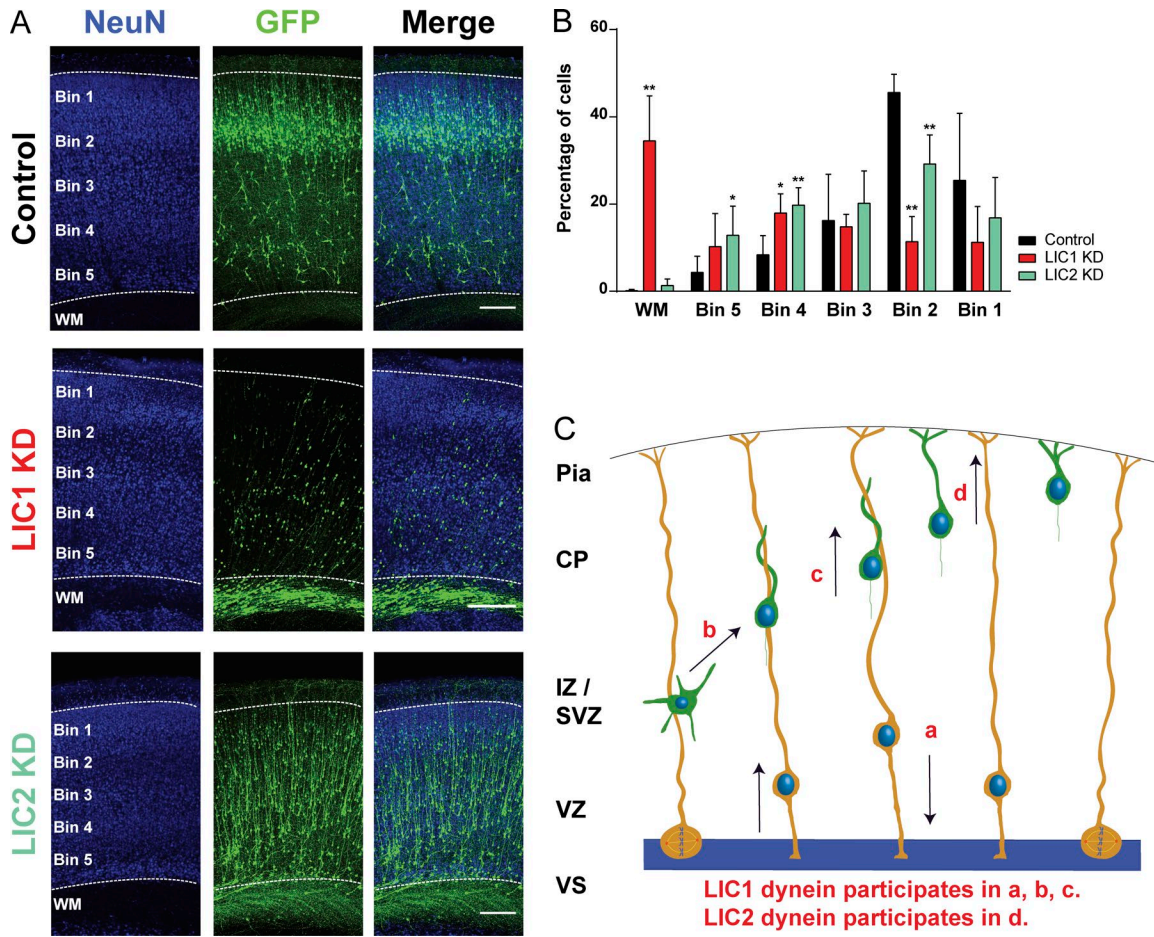 A
NeuN
GFP
Merge
Control
Bin 1
Bin 2
Bin 3
Bin 4
Bin 5
WM
LIC1 KD
Bin 1
Bin 2
Bin 3
Bin 4
Bin 5
WM
LIC2 KD
Bin 1
Bin 2
Bin 3
Bin 4
Bin 5
WM
B
Percentage of cells
60
40
20
0
**
*
*
**
**
**
WM
Bin 5
Bin 4
Bin 3
Bin 2
Bin 1
Control
LIC1 KD
LIC2 KD
C
Pia
CP
IZ /
SVZ
VZ
VS
d
c
b
a
LIC1 dynein participates in a, b, c.
LIC2 dynein participates in d.